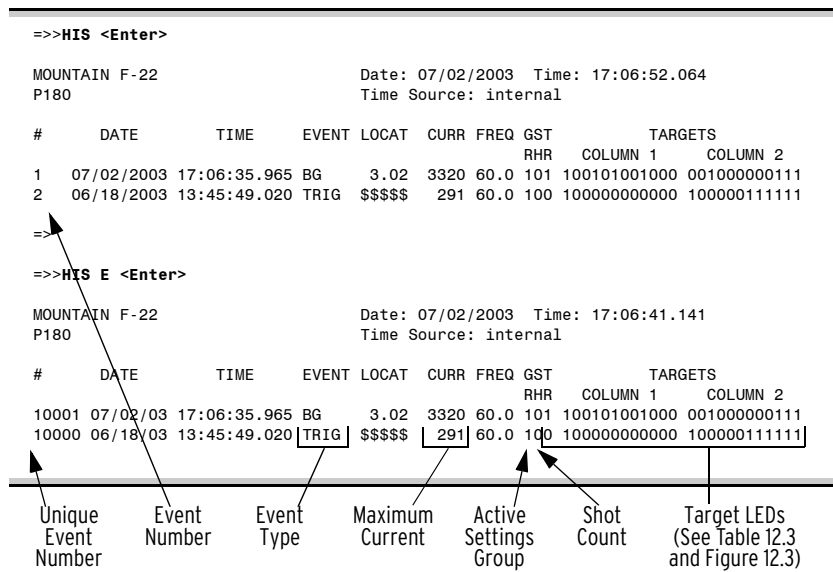 =>>HIS <Enter>
MOUNTAIN F-22 Date: 07/02/2003 Time: 17:06:52.064
P180 Time Source: internal
# DATE TIME EVENT LOCAT CURR FREQ GST TARGETS
RHR COLUMN 1 COLUMN 2
1 07/02/2003 17:06:35.965 BG 3.02 3320 60.0 101 100101001000 001000000111
2 06/18/2003 13:45:49.020 TRIG $$$$$ 291 60.0 100 100000000000 100000111111
=>
=>>HIS E <Enter>
MOUNTAIN F-22 Date: 07/02/2003 Time: 17:06:41.141
P180 Time Source: internal
# DATE TIME EVENT LOCAT CURR FREQ GST TARGETS
RHR COLUMN 1 COLUMN 2
10001 07/02/03 17:06:35.965 BG 3.02 3320 60.0 101 100101001000 001000000111
10000 06/18/03 13:45:49.020 TRIG $$$$$ 291 60.0 100 100000000000 100000111111
Unique Event Event Maximum Active Shot Target LEDs
Event Number Type Current Settings Count (See Table 12.3
Number Group and Figure 12.3)